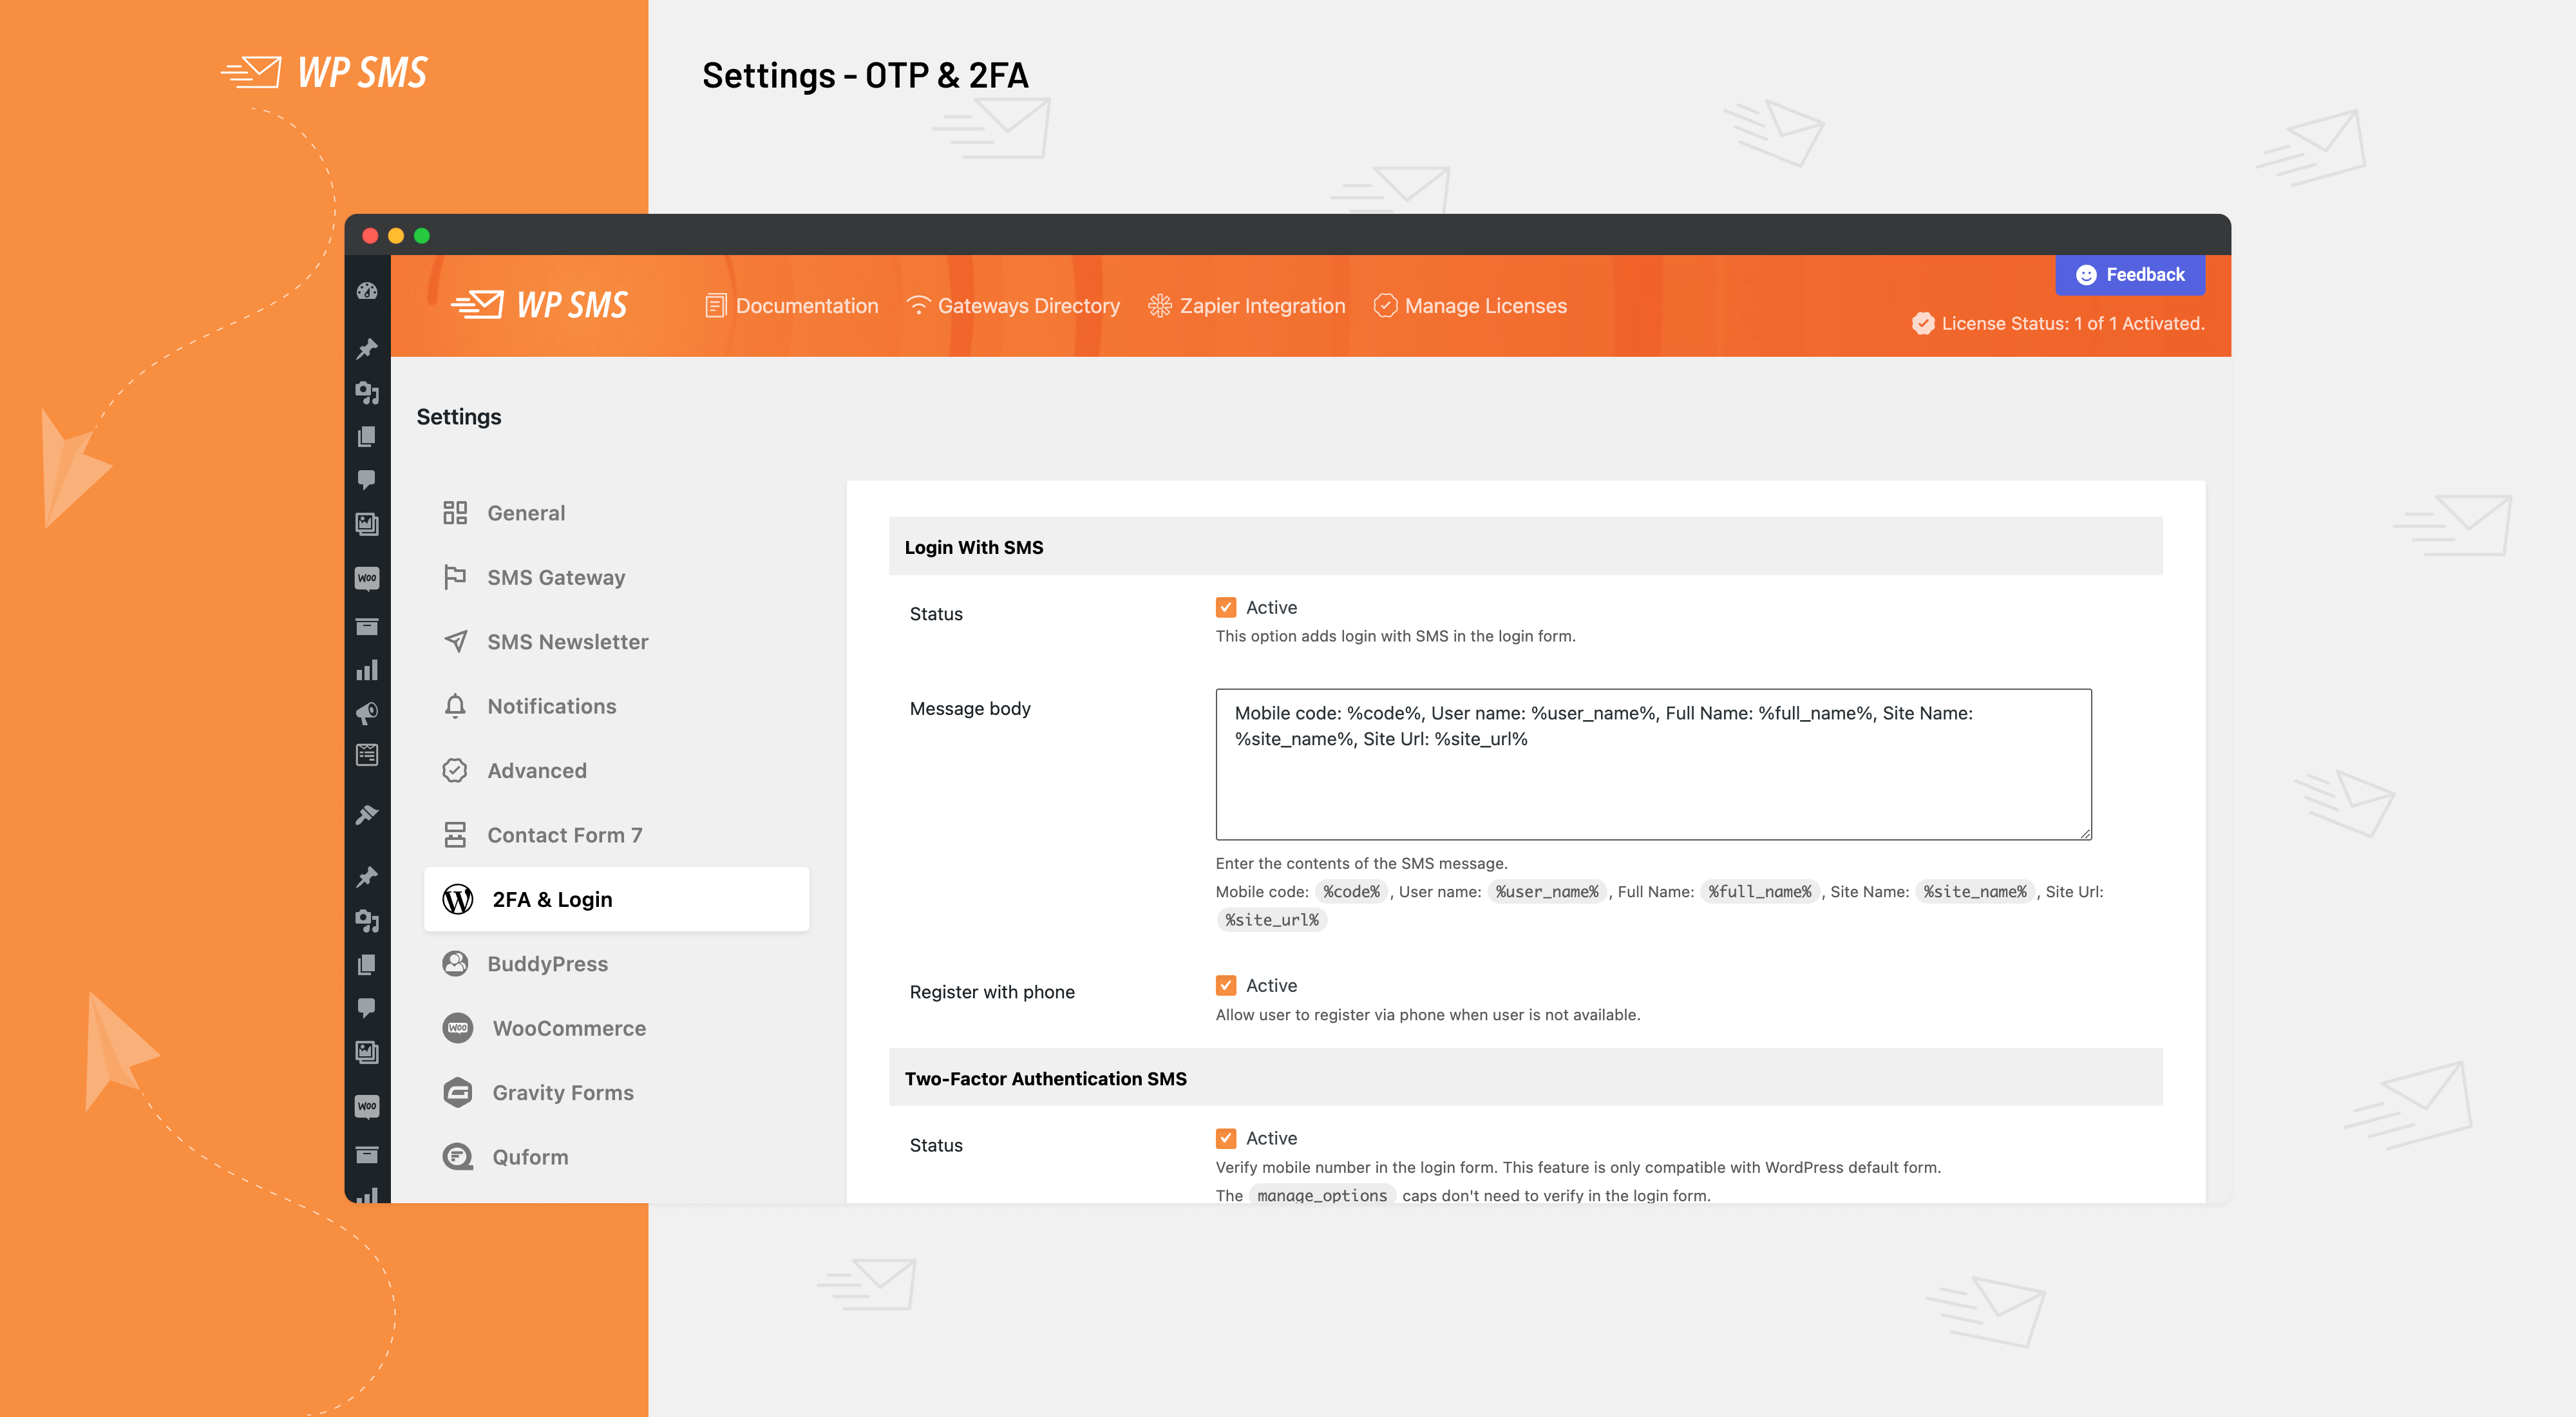 WP SMS
Settings - OTP & 2FA
Feedback
WP SMS
Documentation
Gateways Directory
Zapier Integration
Manage Licenses
License Status: 1 of 1 Activated.
Settings
General
SMS Gateway
SMS Newsletter
Notifications
Advanced
Contact Form 7
2FA & Login
BuddyPress
WooCommerce
Gravity Forms
Quform
Woo
Woo
Woo
Login With SMS
Status
Active
This option adds login with SMS in the login form.
Message body
Mobile code: %code%, User name: %user_name%, Full Name: %full_name%, Site Name:
%site_name%, Site Url: %site_url%
Enter the contents of the SMS message.
Mobile code: %code%, User name: %user_name%, Full Name: %full_name%, Site Name: %site_name%, Site Url:
%site_url%
Register with phone
Active
Allow user to register via phone when user is not available.
Two-Factor Authentication SMS
Status
Active
Verify mobile number in the login form. This feature is only compatible with WordPress default form.
The manage_options caps don't need to verify in the login form.